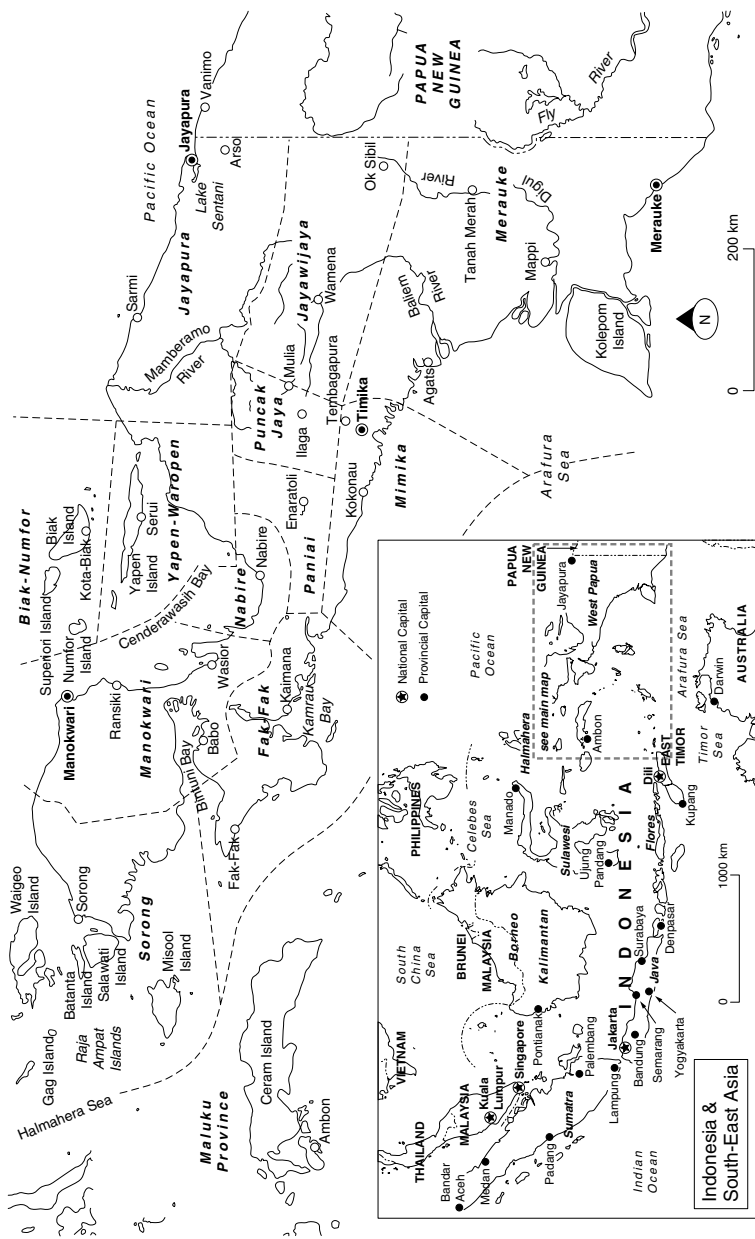 Pacific Ocean
Halmahera Sea
Waigeo
Island
Gag Island
Raja
Ampat
Islands
Batanta
Island
Salawati
Island
Sorong
Sorong
Misool
Island
Maluku
Province
Ceram Island
Ambon
Manokwari
Superiori Island
Numfor
Island
Biak-Numfor
Biak
Island
Kota-Biak
Ransiki
Manokwari
Bintuni Bay
Babo
Fak-Fak
Fak-Fak
Kaimana
Kamrau
Bay
Wasior
Cenderawasih Bay
Yapen
Island
Serui
Yapen-Waropen
Nabire
Nabire
Paniai
Enaratoli
Kokonau
Mimika
Timika
Tembagapura
Ilaga
Puncak
Jaya
Mulia
Mamberamo
River
Sarmi
Jayapura
Jayapura
Lake
Sentani
Arso
Vanimo
Jayawijaya
Wamena
Baliem
River
Agats
Ok Sibil
River
Digul
Tanah Merah
Merauke
Mappi
Kolepom
Island
Merauke
PAPUA
NEW
GUINEA
Fly
River
Arafura
Sea
N
0
200 km
THAILAND
VIETNAM
South
China
Sea
PHILIPPINES
Celebes
Sea
Pacific
Ocean
National Capital
Provincial Capital
Bandar
Aceh
Medan
MALAYSIA
Kuala
Lumpur
Singapore
Padang
Sumatra
Palembang
Lampung
Pontianak
BRUNEI
MALAYSIA
Borneo
Kalimantan
Jakarta
Bandung
Semarang
Yogyakarta
Java
Surabaya
Denpasar
INDONESIA
Manado
Sulawesi
Ujung
Pandang
Flores
Halmahera
see main map
Ambon
Dili
EAST
TIMOR
Kupang
Timor
Sea
Arafura Sea
Darwin
AUSTRALIA
West Papua
Jayapura
PAPUA
NEW
GUINEA
Indian
Ocean
0
1000 km
Indonesia &
South-East Asia